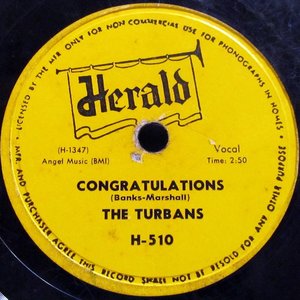 LICENSED BY THE MFR ONLY FOR NON-COMMERCIAL USE FOR PHONOGRAPHS IN HOMES •
Herald
(H-1347)
Angel Music (BMI)
Vocal
Time: 2:50
CONGRATULATIONS
(Banks-Marshall)
THE TURBANS
H-510
MFR. AND PURCHASER AGREE THIS RECORD SHALL NOT BE RESOLD FOR ANY OTHER PURPOSE •